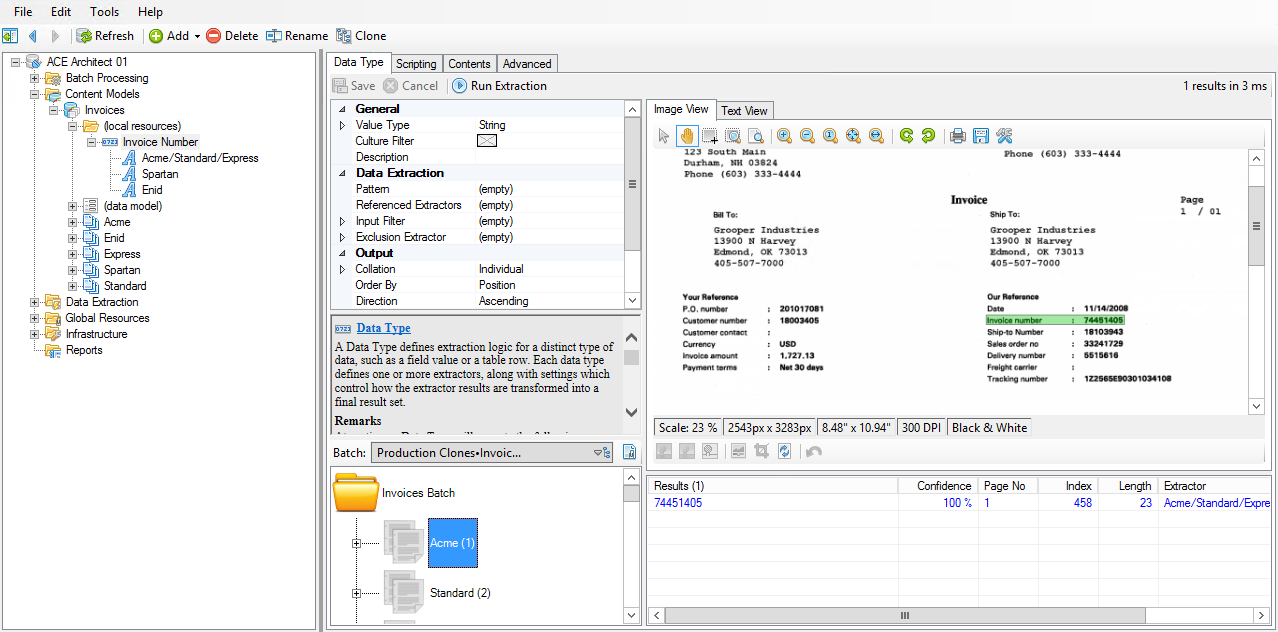 File Edit Tools Help
Refresh Add Delete Rename Clone
ACE Architect 01
Batch Processing
Content Models
Invoices
(local resources)
Invoice Number
Acme/Standard/Express
Spartan
Enid
(data model)
Acme
Enid
Express
Spartan
Standard
Data Extraction
Global Resources
Infrastructure
Reports
Data Type Scripting Contents Advanced
Save Cancel Run Extraction 1 results in 3 ms
General
Value Type String
Culture Filter
Description
Data Extraction
Pattern (empty)
Referenced Extractors (empty)
Input Filter (empty)
Exclusion Extractor (empty)
Output
Collation Individual
Order By Position
Direction Ascending
Data Type
A Data Type defines extraction logic for a distinct type of
data, such as a field value or a table row. Each data type
defines one or more extractors, along with settings which
control how the extractor results are transformed into a
final result set.
Remarks
Batch: Production Clones•Invoic...
Invoices Batch
Acme (1)
Standard (2)
Image View Text View
123 South Main
Durham, NH 03824
Phone (603) 333-4444
Phone (603) 333-4444
Invoice
Page
1 / 01
Bill To:
Grooper Industries
13900 N Harvey
Edmond, OK 73013
405-507-7000
Ship To:
Grooper Industries
13900 N Harvey
Edmond, OK 73013
405-507-7000
Your Reference
P.O. number : 201017081
Customer number : 18003405
Customer contact :
Currency : USD
Invoice amount : 1,727.13
Payment terms : Net 30 days
Our Reference
Date : 11/14/2008
Invoice number : 74451405
Ship-to Number : 18103943
Sales order no : 33241729
Delivery number : 5515616
Freight carrier :
Tracking number : 1Z2565E90301034108
Scale: 23 % 2543px x 3283px 8.48" x 10.94" 300 DPI Black & White
Results (1) Confidence Page No Index Length Extractor
74451405 100 % 1 458 23 Acme/Standard/Expre